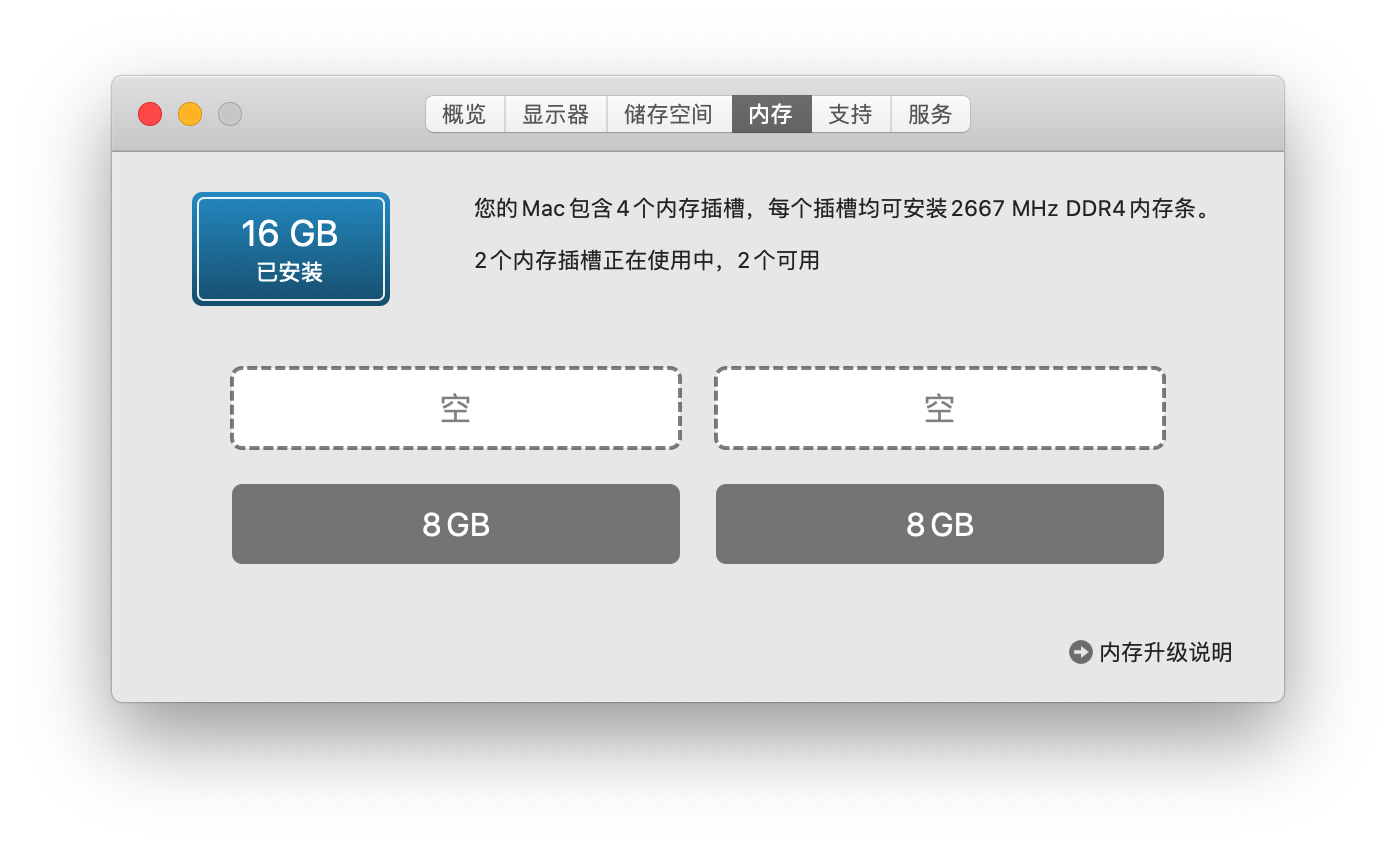 概览 显示器 储存空间 内存 支持 服务
16 GB
已安装
您的 Mac 包含 4 个内存插槽，每个插槽均可安装 2667 MHz DDR4 内存条。
2 个内存插槽正在使用中，2 个可用
空 空
8 GB 8 GB
内存升级说明